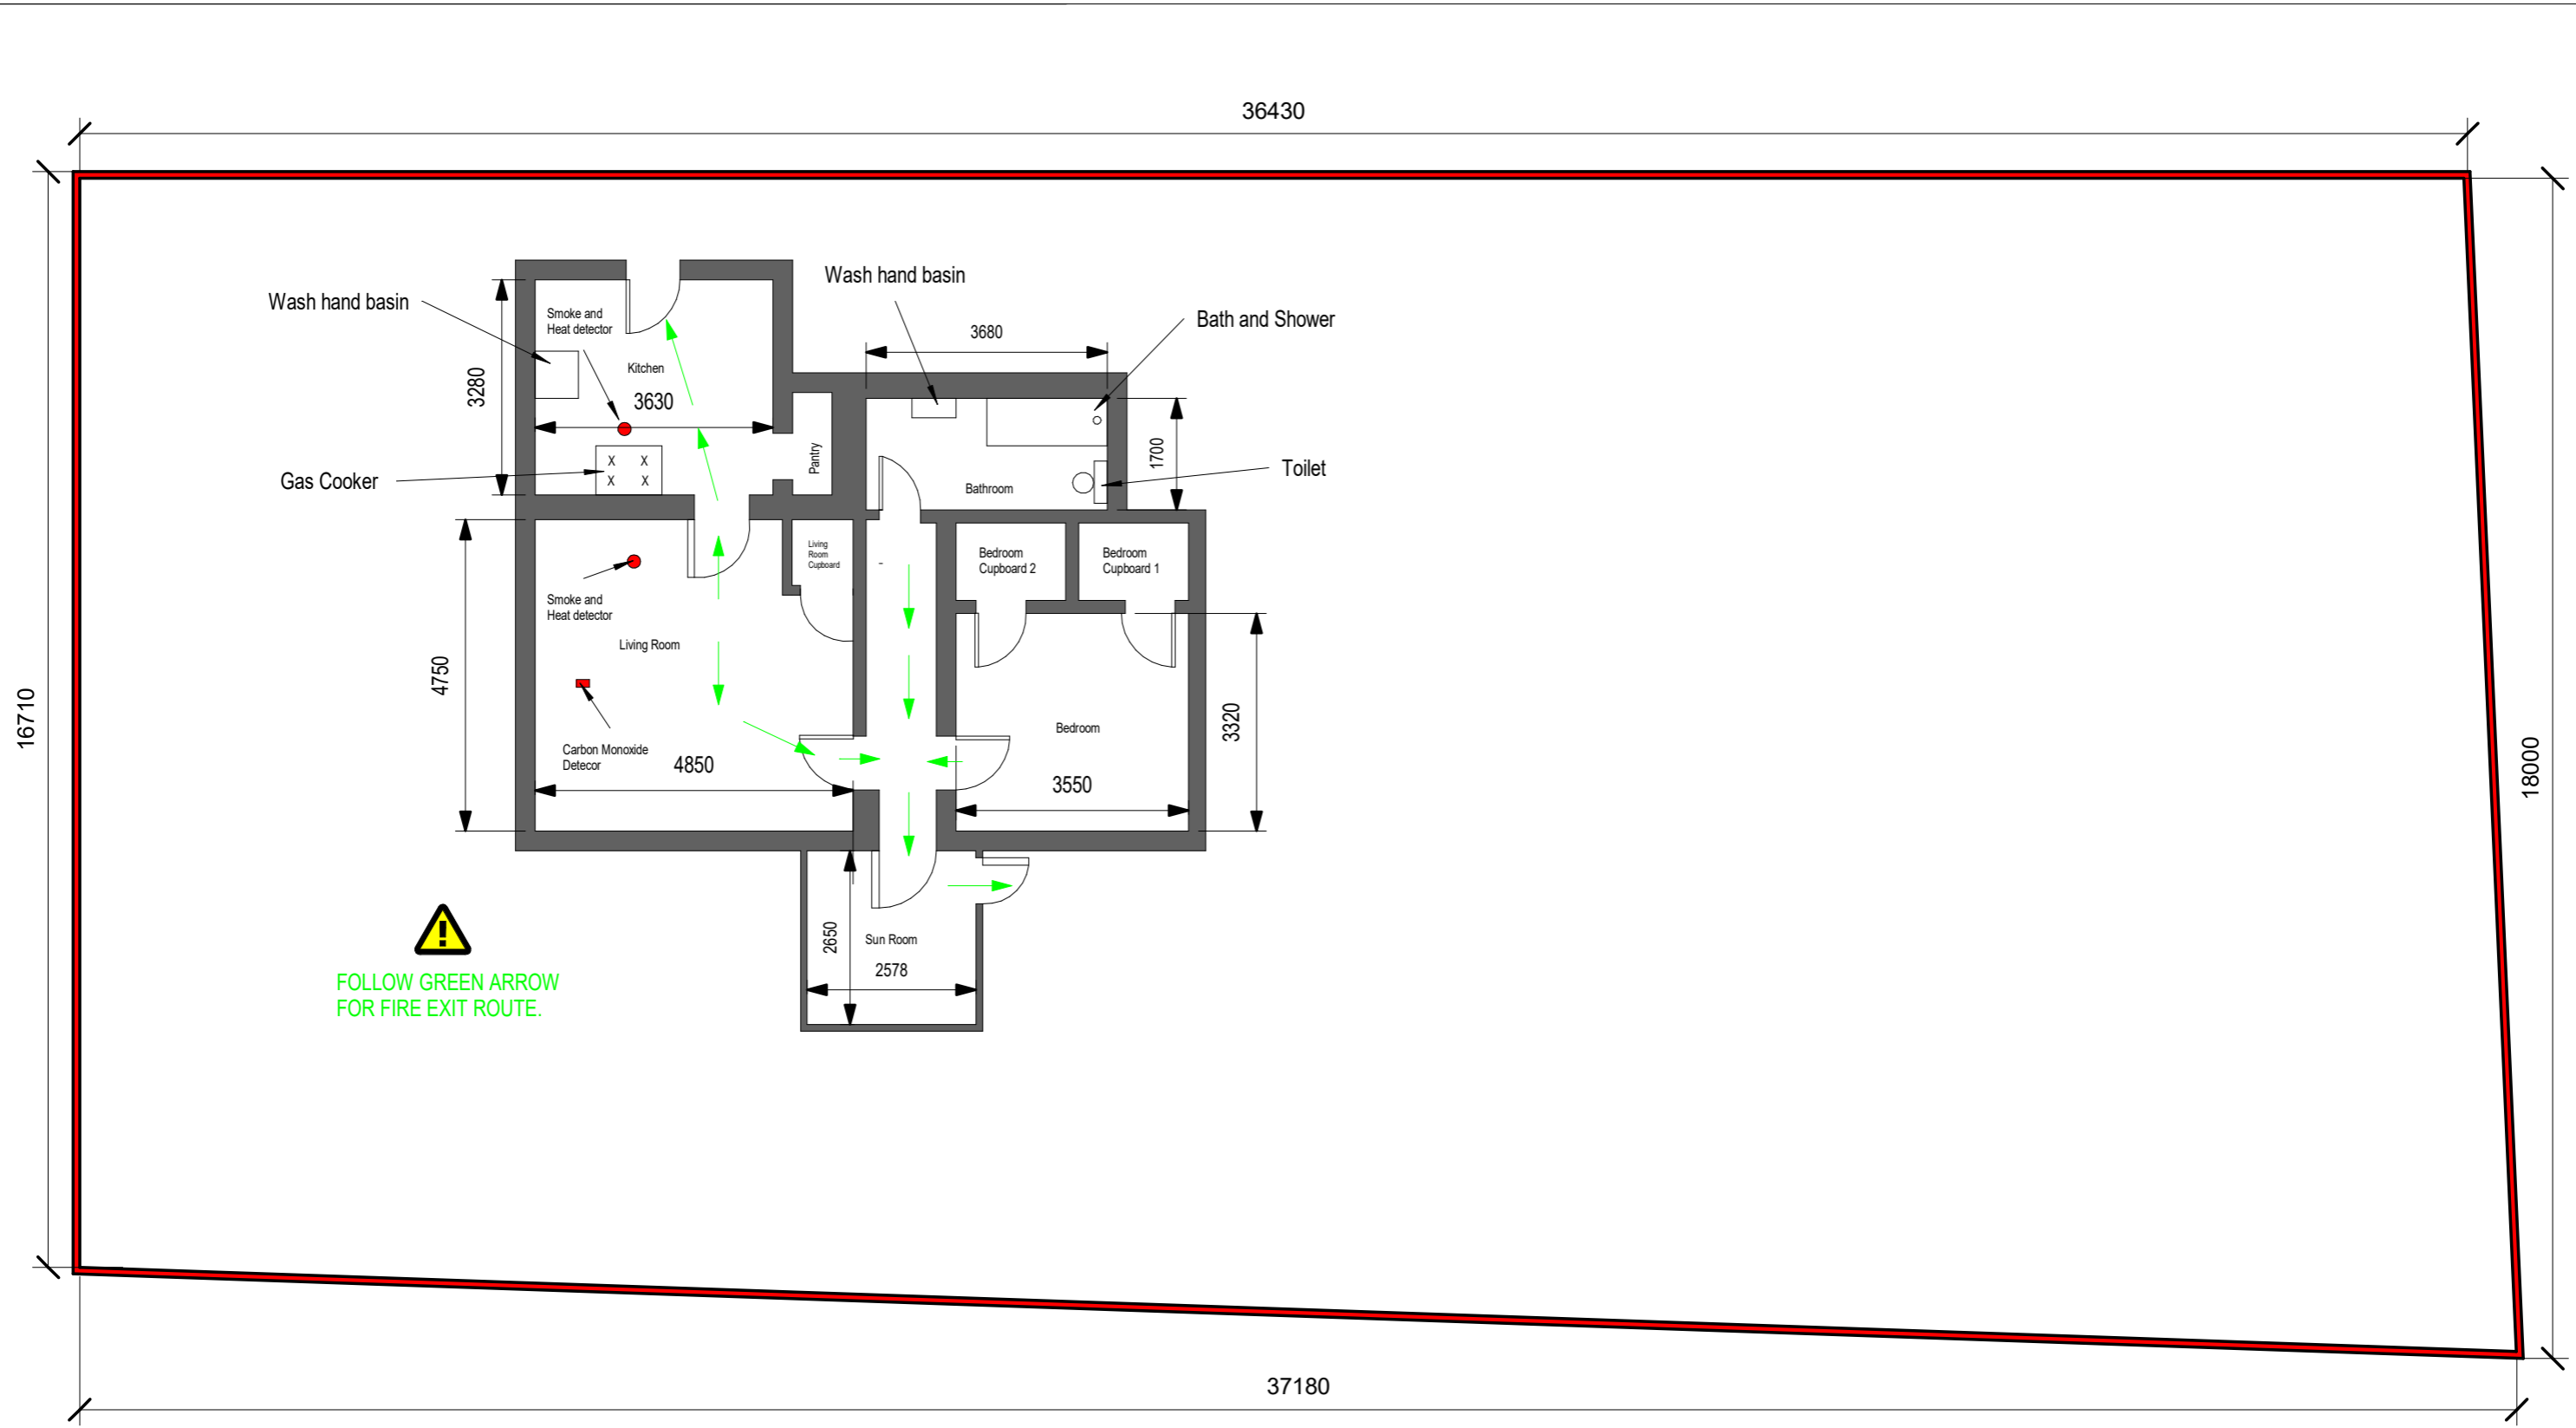 36430
Wash hand basin
Wash hand basin
Smoke and
Heat detector
Bath and Shower
3680
Kitchen
3280
3630
1700
Pantry
Toilet
Gas Cooker
X X
X X
Bathroom
Living
Room
Cupboard
Bedroom
Cupboard 2
Bedroom
Cupboard 1
Smoke and
Heat detector
Living Room
4750
16710
Bedroom
3320
Carbon Monoxide
Detecor
4850
3550
18000
2650
Sun Room
2578
FOLLOW GREEN ARROW
FOR FIRE EXIT ROUTE.
37180